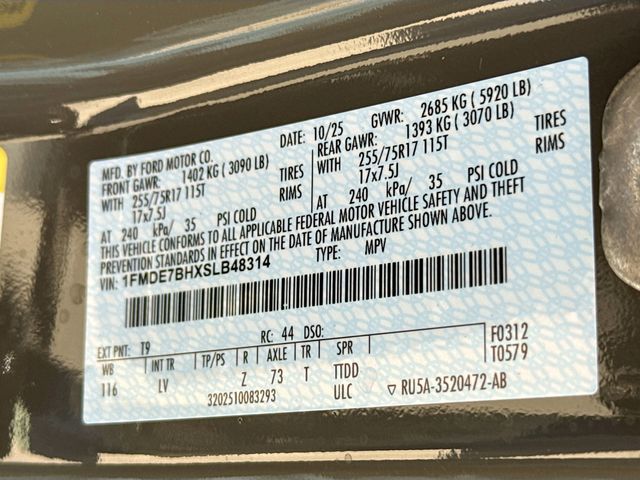 MFD. BY FORD MOTOR CO.
DATE: 10/25 GVWR: 2685 KG ( 5920 LB)
FRONT GAWR: 1402 KG ( 3090 LB) REAR GAWR: 1393 KG ( 3070 LB)
WITH 255/75R17 115T TIRES WITH 255/75R17 115T TIRES
17x7.5J RIMS 17x7.5J RIMS
AT 240 kPa/ 35 PSI COLD AT 240 kPa/ 35 PSI COLD
THIS VEHICLE CONFORMS TO ALL APPLICABLE FEDERAL MOTOR VEHICLE SAFETY AND THEFT
PREVENTION STANDARDS IN EFFECT ON THE DATE OF MANUFACTURE SHOWN ABOVE.
VIN: 1FMDE7BHXSLB48314 TYPE: MPV
EXT PNT: T9 RC: 44 DSO: F0312
WB INT TR TP/PS R AXLE TR SPR T0579
116 LV Z 73 T TTDD
3202510083293 ULC ▽ RU5A-3520472-AB